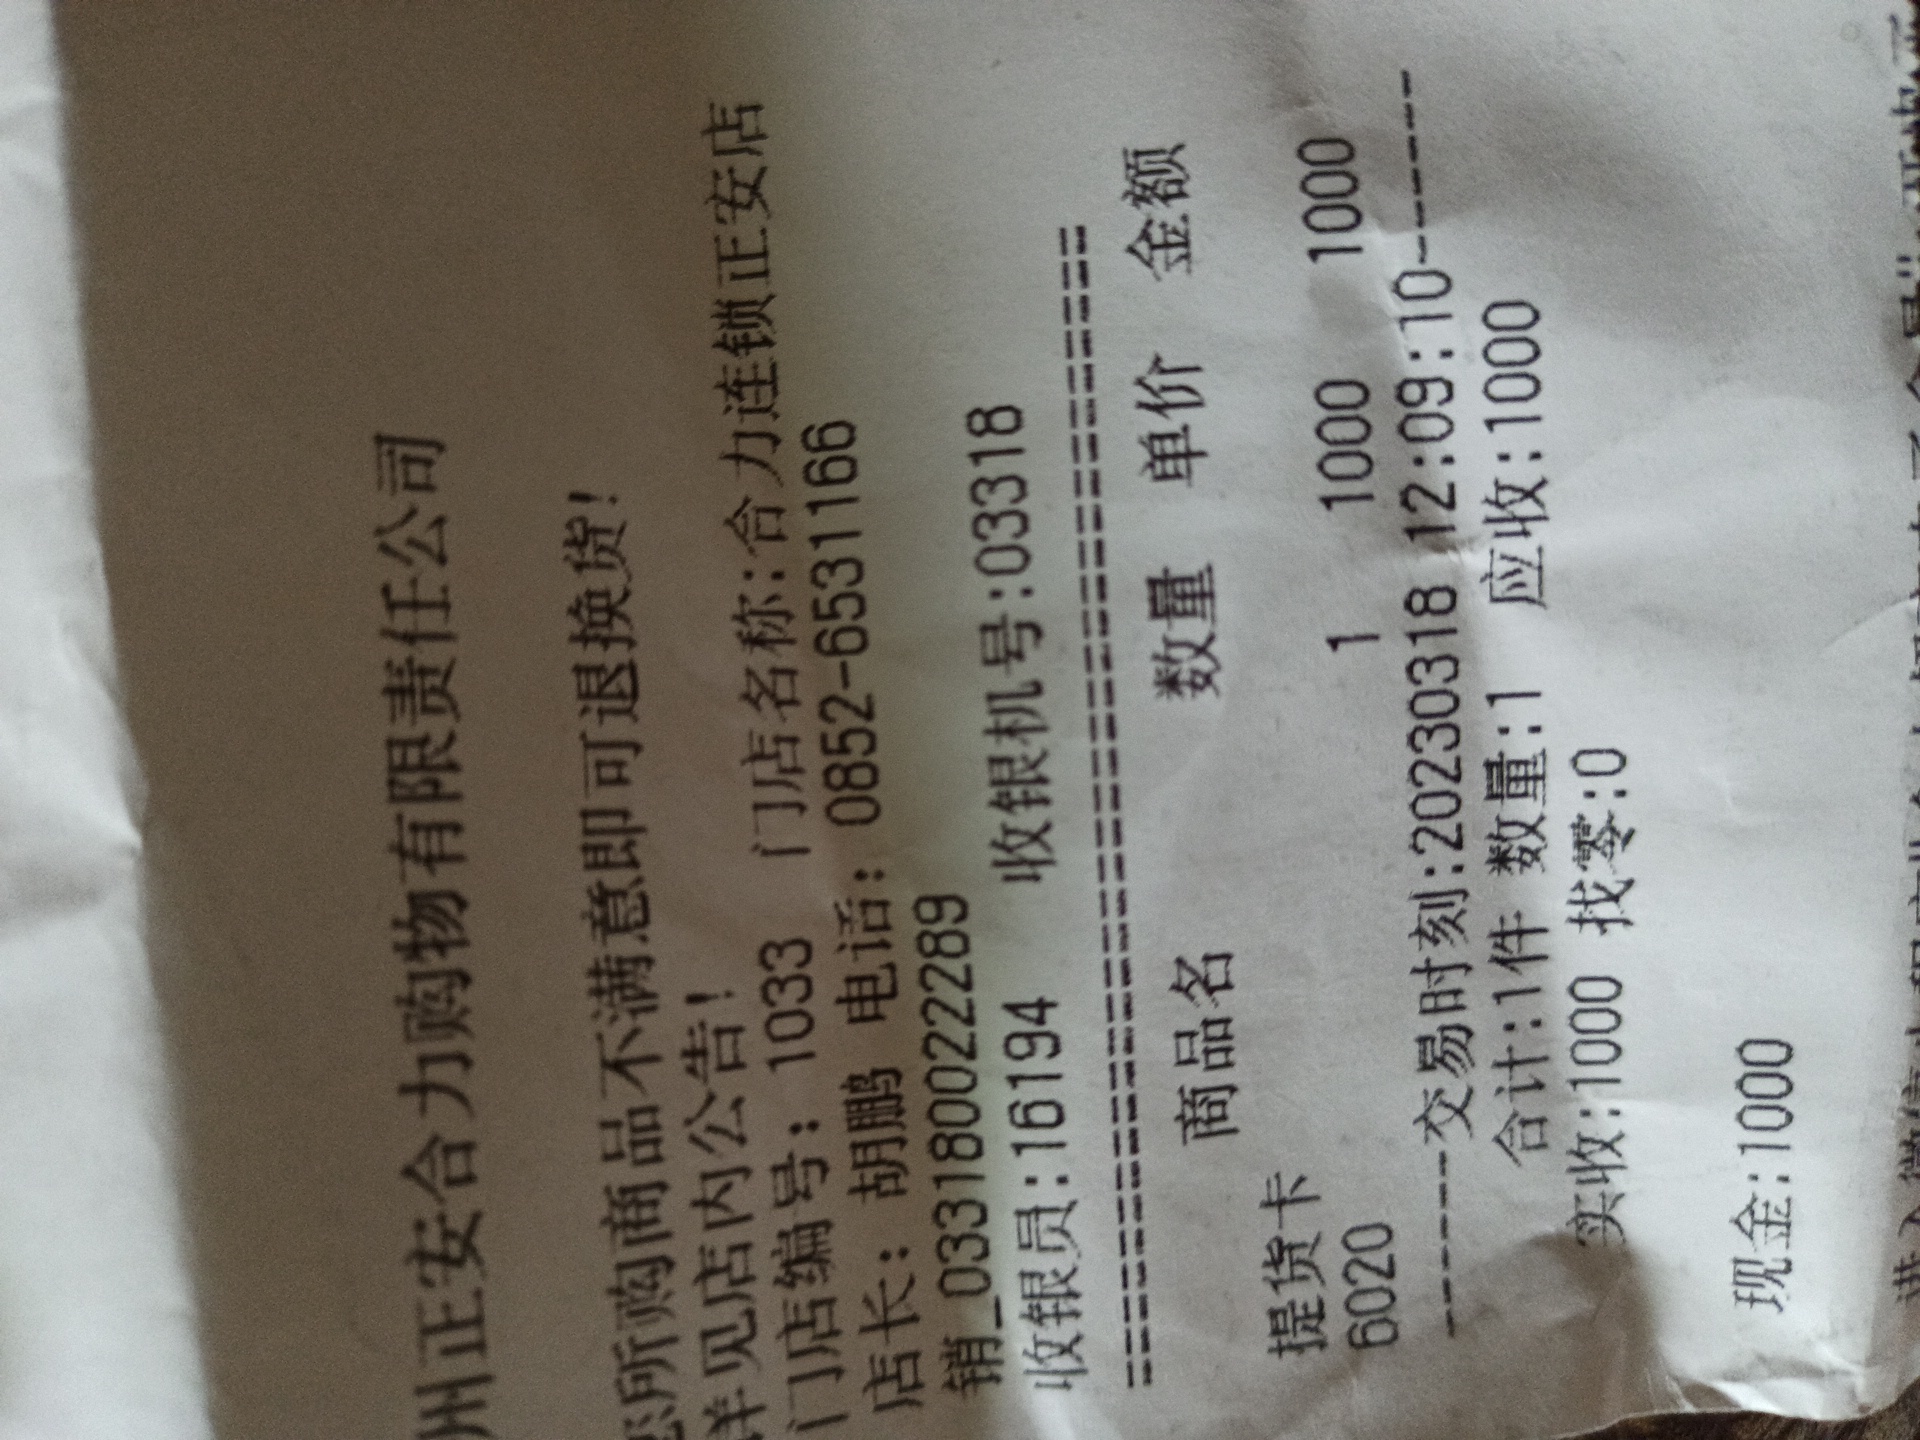 州正安合力购物有限责任公司
您所购商品不满意即可退换货!
详见店内公告!
门店编号: 1033 门店名称:合力连锁正安店
店长: 胡鹏 电话: 0852-6531166
销_033180022289
收银员:16194 收银机号:03318
================================
商品名 数量 单价 金额
提货卡
6020 1 1000 1000
------交易时刻:20230318 12:09:10------
合计:1件 数量:1 应收:1000
实收:1000 找零:0
现金:1000